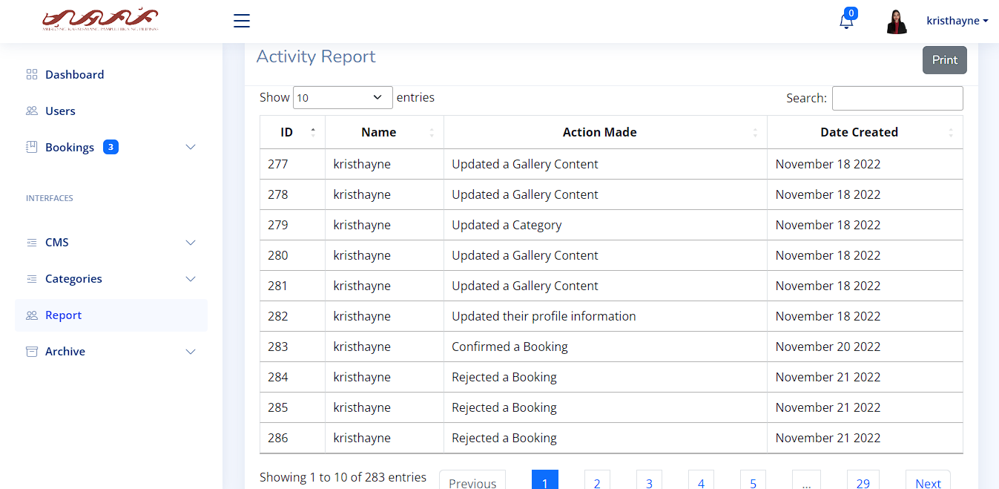 0
kristhayne
Dashboard
Users
Bookings 3
INTERFACES
CMS
Categories
Report
Archive
Activity Report
Print
Show 10 entries
Search:
ID Name Action Made Date Created
277 kristhayne Updated a Gallery Content November 18 2022
278 kristhayne Updated a Gallery Content November 18 2022
279 kristhayne Updated a Category November 18 2022
280 kristhayne Updated a Gallery Content November 18 2022
281 kristhayne Updated a Gallery Content November 18 2022
282 kristhayne Updated their profile information November 18 2022
283 kristhayne Confirmed a Booking November 20 2022
284 kristhayne Rejected a Booking November 21 2022
285 kristhayne Rejected a Booking November 21 2022
286 kristhayne Rejected a Booking November 21 2022
Showing 1 to 10 of 283 entries Previous 1 2 3 4 5 ... 29 Next